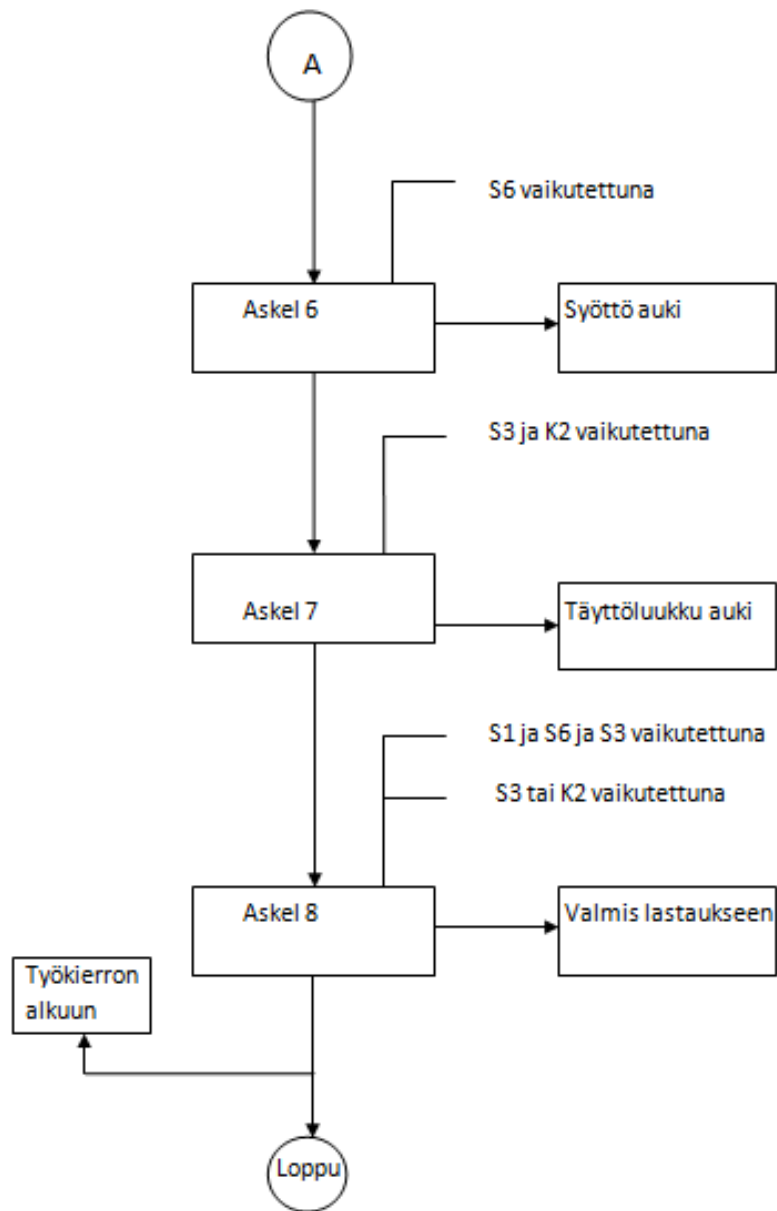 A
S6 vaikutettuna
Askel 6
Syöttö auki
S3 ja K2 vaikutettuna
Askel 7
Täyttöluukku auki
S1 ja S6 ja S3 vaikutettuna
S3 tai K2 vaikutettuna
Askel 8
Valmis lastaukseen
Työkierron
alkuun
Loppu